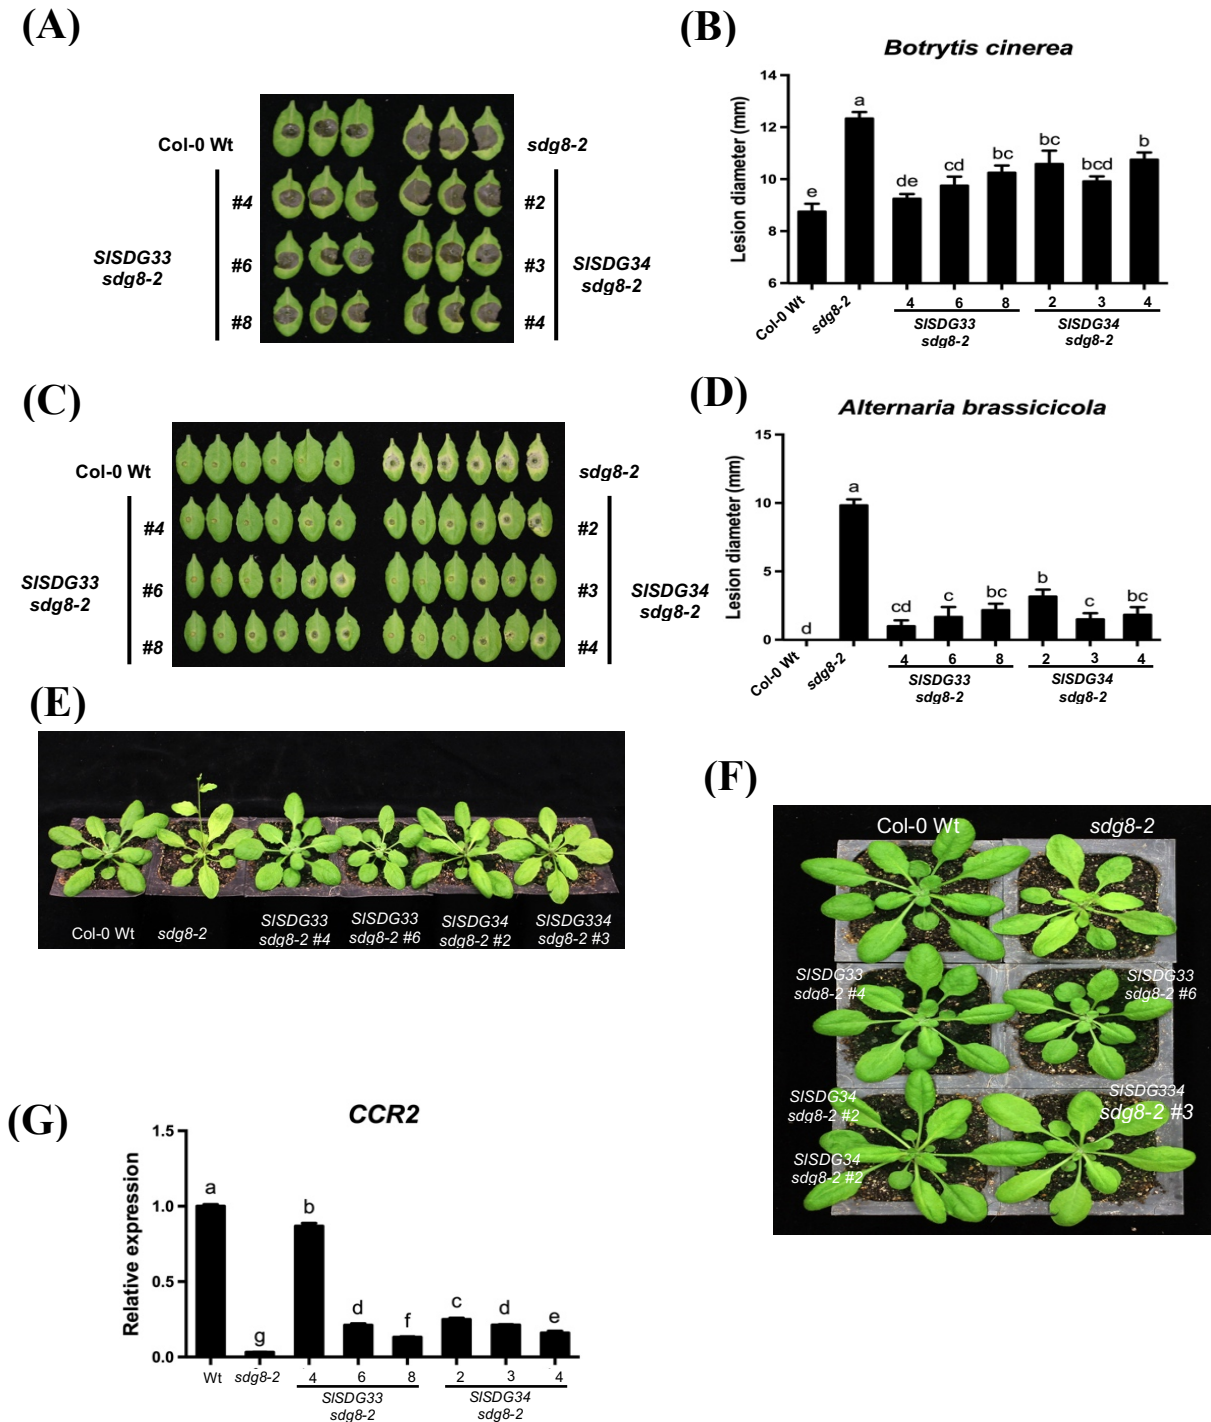 (A)
Col-0 Wt
sdg8-2
#4
#2
SlSDG33
sdg8-2
#6
#3
SlSDG34
sdg8-2
#8
#4
(B)
Botrytis cinerea
Lesion diameter (mm)
14
12
10
8
6
e
a
de
cd
bc
bc
bcd
b
Col-0 Wt
sdg8-2
4
6
8
2
3
4
SlSDG33
sdg8-2
SlSDG34
sdg8-2
(C)
Col-0 Wt
sdg8-2
#4
#2
SlSDG33
sdg8-2
#6
#3
SlSDG34
sdg8-2
#8
#4
(D)
Alternaria brassicicola
Lesion diameter (mm)
15
10
5
0
d
a
cd
c
bc
b
c
bc
Col-0 Wt
sdg8-2
4
6
8
2
3
4
SlSDG33
sdg8-2
SlSDG34
sdg8-2
(E)
Col-0 Wt
sdg8-2
SlSDG33
sdg8-2 #4
SlSDG33
sdg8-2 #6
SlSDG34
sdg8-2 #2
SlSDG334
sdg8-2 #3
(F)
Col-0 Wt
sdg8-2
SlSDG33
sdg8-2 #4
SlSDG33
sdg8-2 #6
SlSDG34
sdg8-2 #2
SlSDG334
sdg8-2 #3
SlSDG34
sdg8-2 #2
(G)
CCR2
Relative expression
1.5
1.0
0.5
0.0
a
g
b
d
f
c
d
e
Wt
sdg8-2
4
6
8
2
3
4
SlSDG33
sdg8-2
SlSDG34
sdg8-2